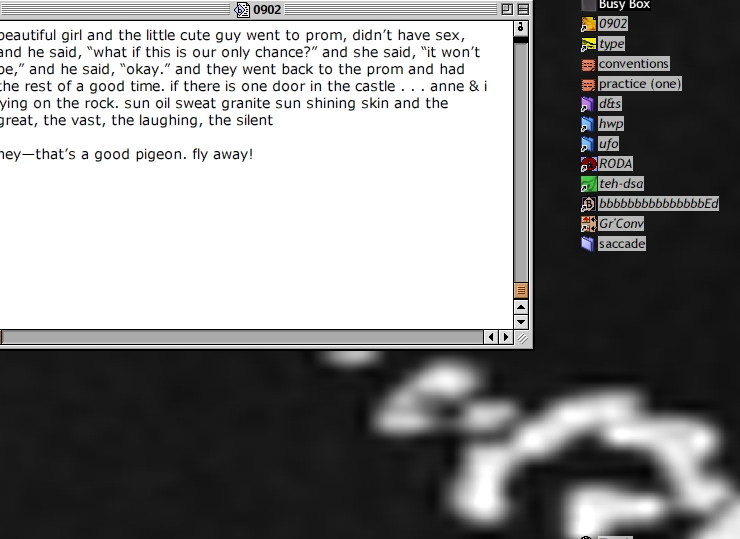 0902
beautiful girl and the little cute guy went to prom, didn't have sex,
and he said, “what if this is our only chance?” and she said, “it won't
be,” and he said, “okay.” and they went back to the prom and had
the rest of a good time. if there is one door in the castle . . . anne & i
lying on the rock. sun oil sweat granite sun shining skin and the
great, the vast, the laughing, the silent
hey—that's a good pigeon. fly away!
Busy Box
0902
type
conventions
practice (one)
d&s
hwp
ufo
RODA
teh-dsa
bbbbbbbbbbbbbbbEd
Gr'Conv
saccade